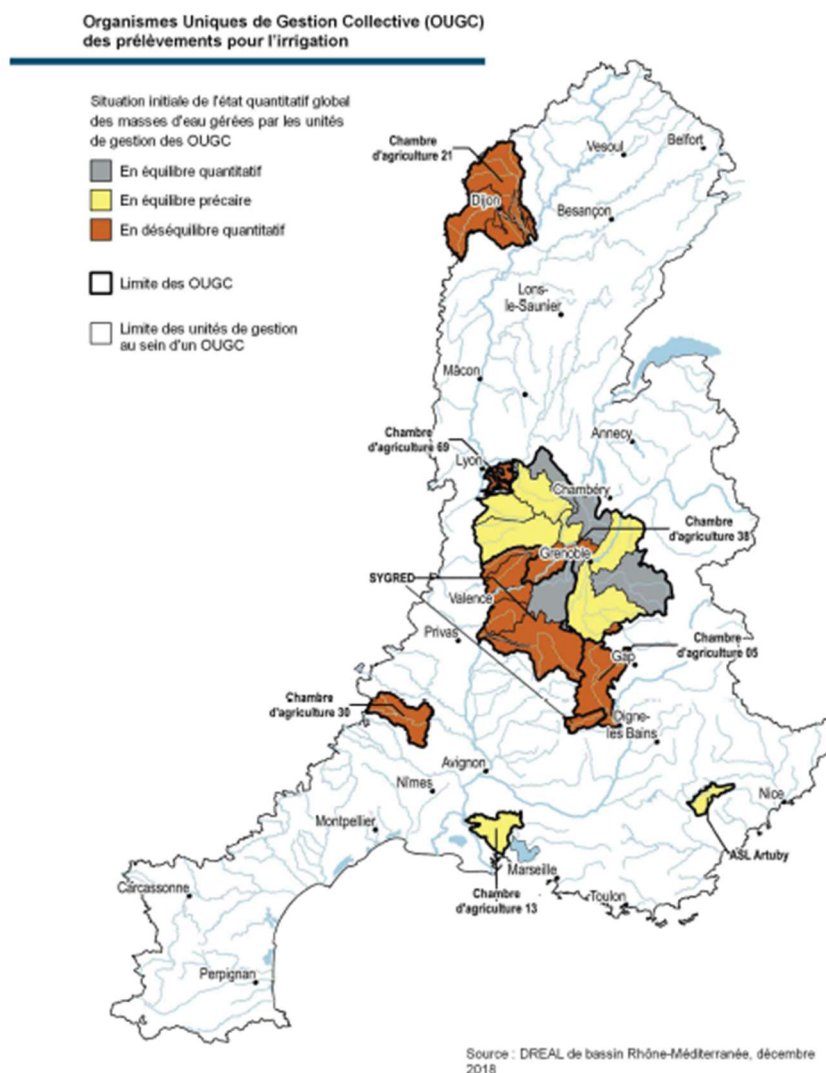 Organismes Uniques de Gestion Collective (OUGC)
des prélèvements pour l'irrigation
Situation initiale de l'état quantitatif global
des masses d'eau gérées par les unités
de gestion des OUGC
En équilibre quantitatif
En équilibre précaire
En déséquilibre quantitatif
Limite des OUGC
Limite des unités de gestion
au sein d'un OUGC
Chambre
d'agriculture 21
Vesoul
Belfort
Dijon
Besançon
Lons-
le-Saunier
Mâcon
Annecy
Chambre
d'agriculture 69
Lyon
Chambéry
Chambre
d'agriculture 38
Grenoble
SYGRED
Valence
Privas
Chambre
d'agriculture 05
Gap
Chambre
d'agriculture 30
Digne-
les Bains
Avignon
Nîmes
Nice
Montpellier
ASL Artuby
Marseille
Carcassonne
Chambre
d'agriculture 13
Toulon
Perpignan
Source : DREAL de bassin Rhône-Méditerranée, décembre
2018